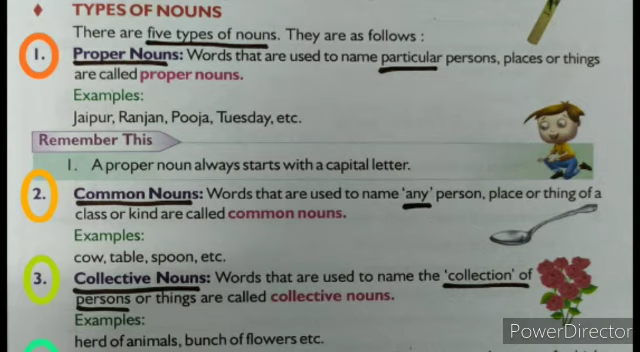 TYPES OF NOUNS
There are five types of nouns. They are as follows :
1. Proper Nouns: Words that are used to name particular persons, places or things
are called proper nouns.
Examples:
Jaipur, Ranjan, Pooja, Tuesday, etc.
Remember This
1. A proper noun always starts with a capital letter.
2. Common Nouns: Words that are used to name 'any' person, place or thing of a
class or kind are called common nouns.
Examples:
cow, table, spoon, etc.
3. Collective Nouns: Words that are used to name the 'collection' of
persons or things are called collective nouns.
Examples:
herd of animals, bunch of flowers etc.
PowerDirector